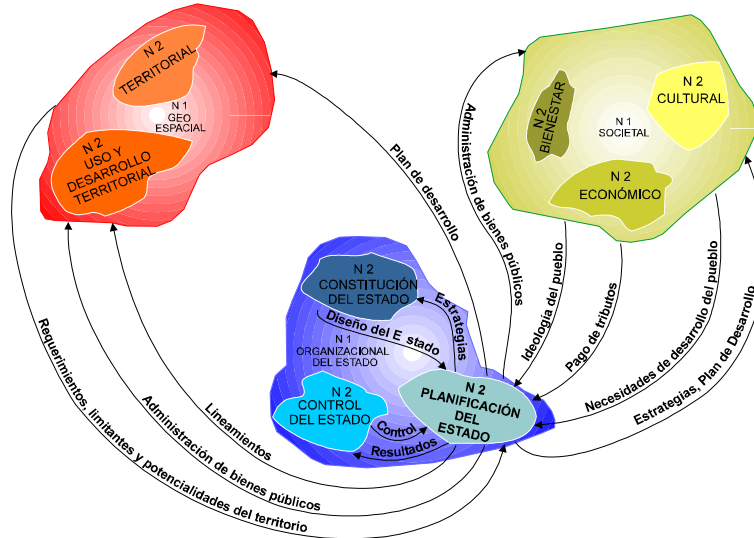 N 2
TERRITORIAL
N 1
GEO
ESPACIAL
N 2
USO Y
DESARROLLO
TERRITORIAL
N 2
BIENESTAR
N 2
CULTURAL
N 1
SOCIETAL
N 2
ECONÓMICO
Plan de desarrollo
Administración de bienes públicos
Ideología del pueblo
Pago de tributos
Necesidades de desarrollo del pueblo
Estrategias, Plan de Desarrollo
N 2
CONSTITUCIÓN
DEL ESTADO
Estrategias
Diseño del E stado
N 1
ORGANIZACIONAL
DEL ESTADO
N 2
CONTROL
DEL ESTADO
Control
Resultados
N 2
PLANIFICACIÓN
DEL
ESTADO
Lineamientos
Administración de bienes públicos
Requerimientos, limitantes y potencialidades del territorio